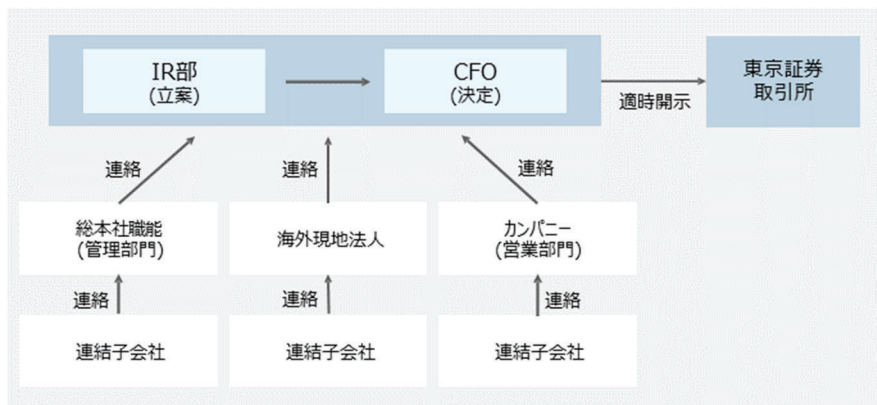 IR部
(立案)
CFO
(決定)
適時開示
東京証券
取引所
連絡
連絡
連絡
総本社職能
(管理部門)
海外現地法人
カンパニー
(営業部門)
連絡
連絡
連絡
連結子会社
連結子会社
連結子会社